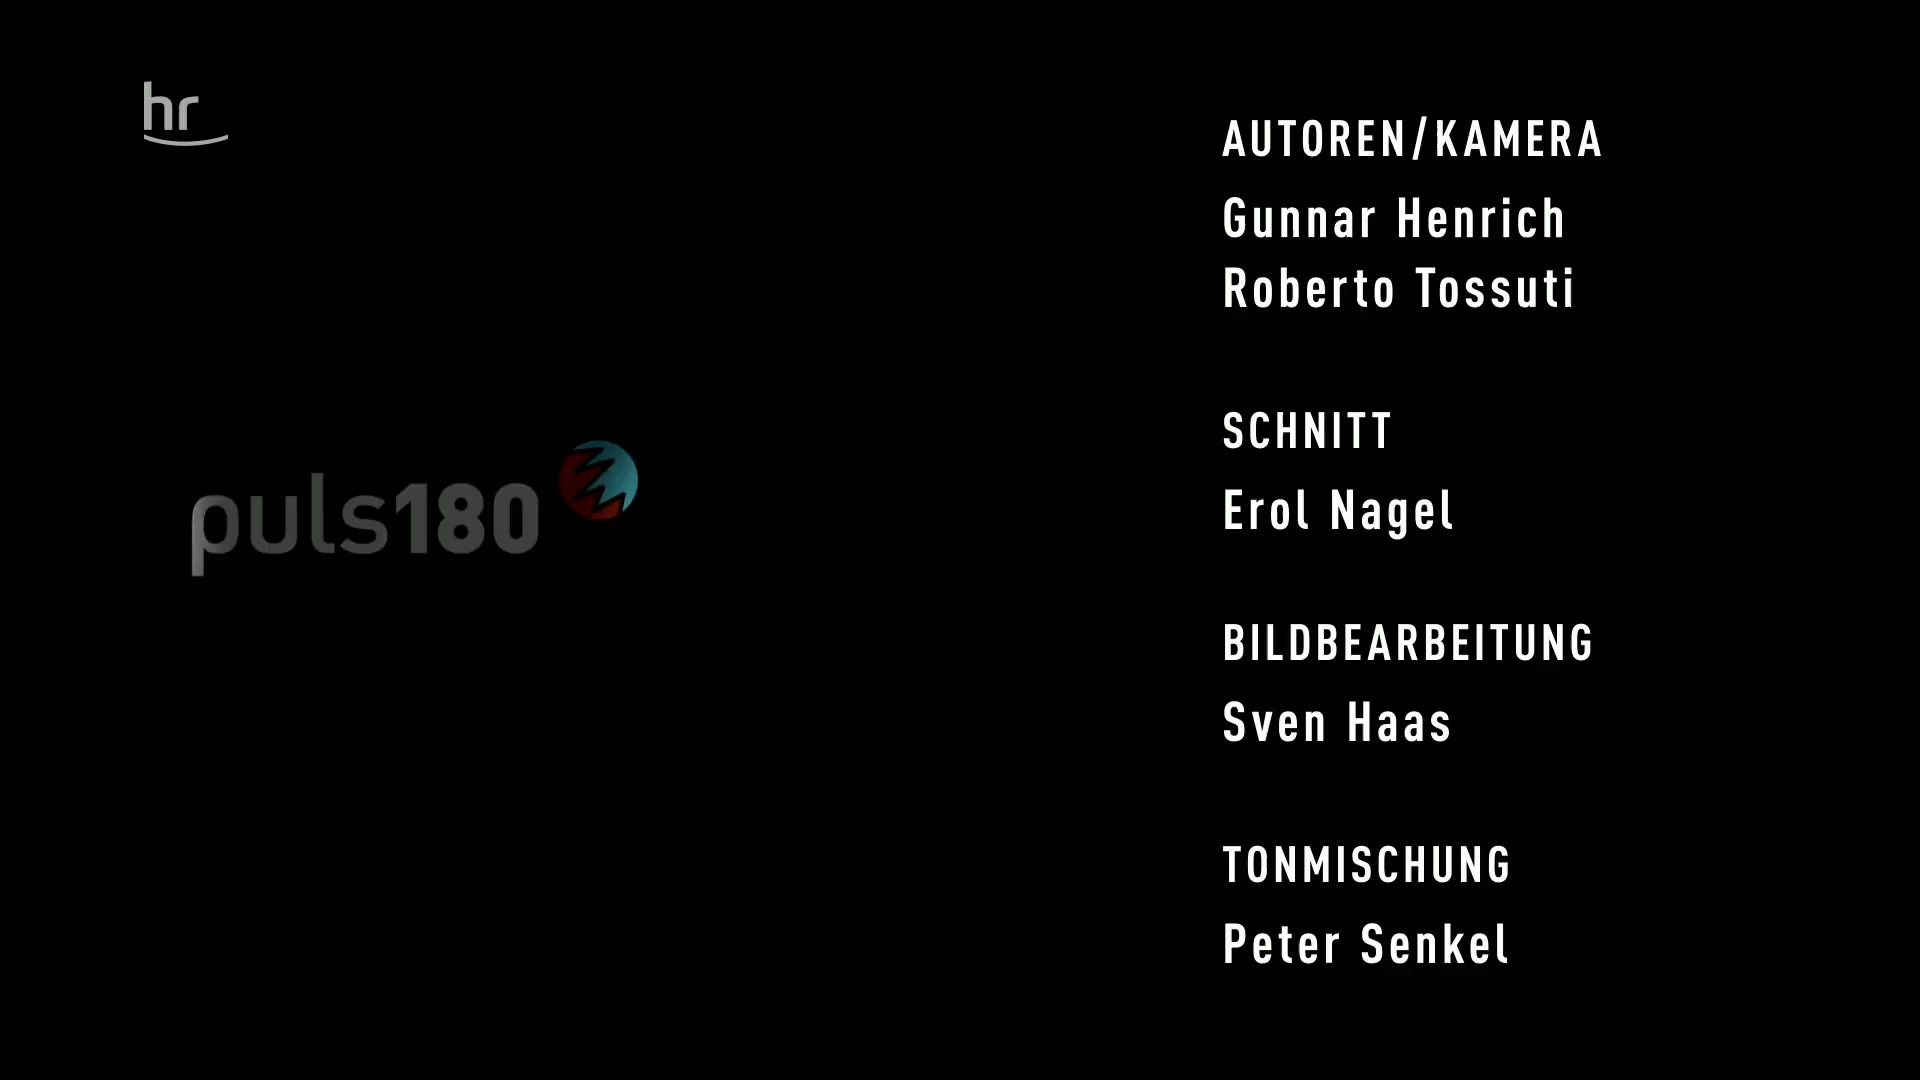 hr
puls180
AUTOREN/KAMERA
Gunnar Henrich
Roberto Tossuti
SCHNITT
Erol Nagel
BILDBEARBEITUNG
Sven Haas
TONMISCHUNG
Peter Senkel